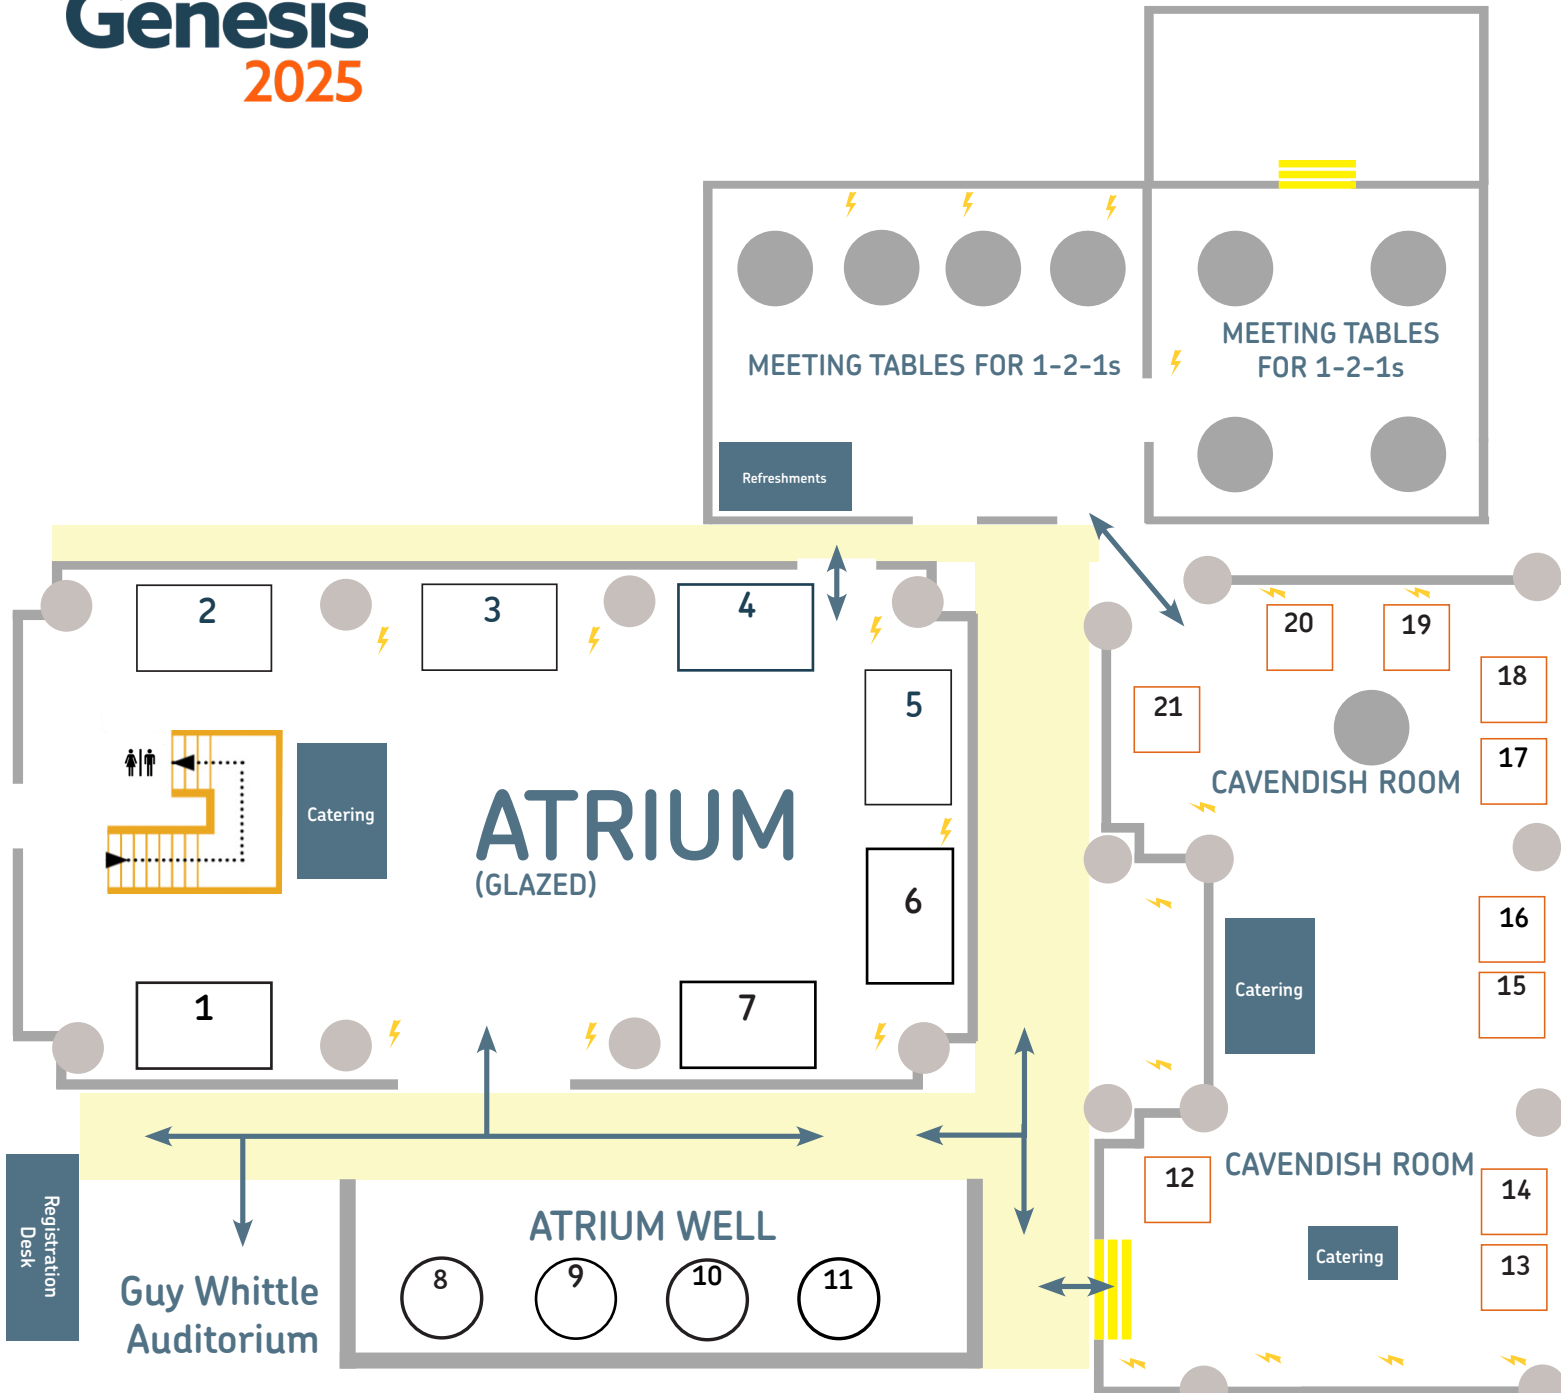 Genesis
2025
MEETING TABLES FOR 1-2-1s
MEETING TABLES
FOR 1-2-1s
Refreshments
2
3
4
5
6
7
1
Catering
ATRIUM
(GLAZED)
20
19
18
17
21
CAVENDISH ROOM
16
15
Catering
CAVENDISH ROOM
12
14
13
Catering
Registration
Desk
Guy Whittle
Auditorium
ATRIUM WELL
8
9
10
11